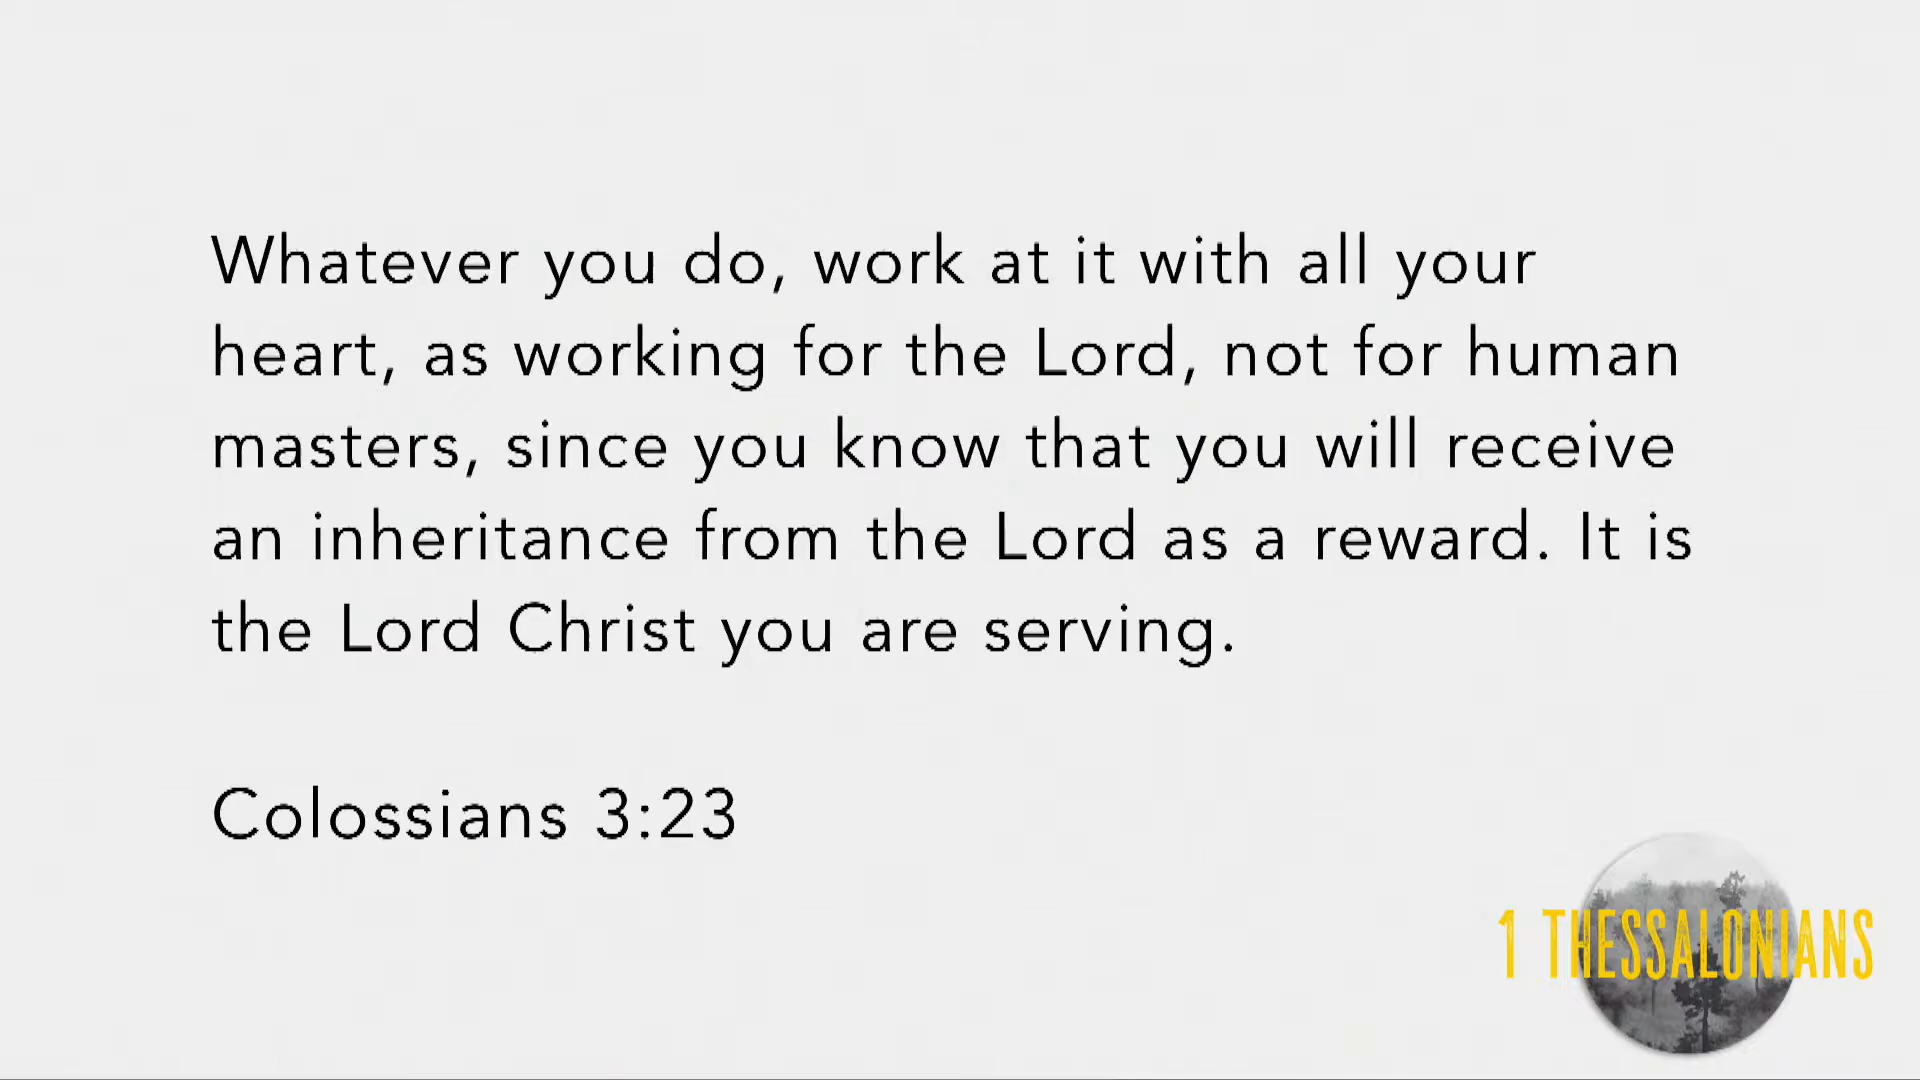 Whatever you do, work at it with all your
heart, as working for the Lord, not for human
masters, since you know that you will receive
an inheritance from the Lord as a reward. It is
the Lord Christ you are serving.
Colossians 3:23
1 THESSALONIANS